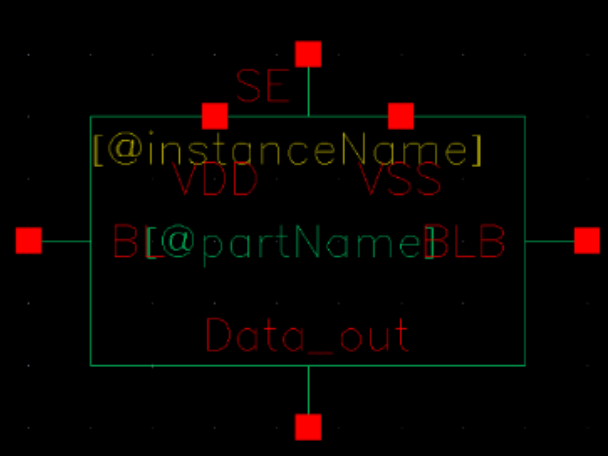 SE
[@instanceName]
VDD VSS
BL [@partName] BLB
Data_out